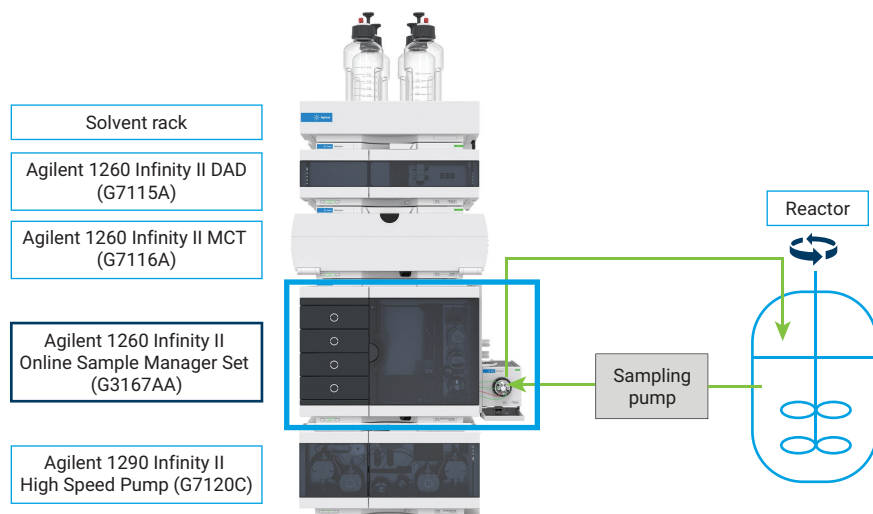 Solvent rack
Agilent 1260 Infinity II DAD
(G7115A)
Agilent 1260 Infinity II MCT
(G7116A)
Agilent 1260 Infinity II
Online Sample Manager Set
(G3167AA)
Agilent 1290 Infinity II
High Speed Pump (G7120C)
Reactor
Sampling
pump